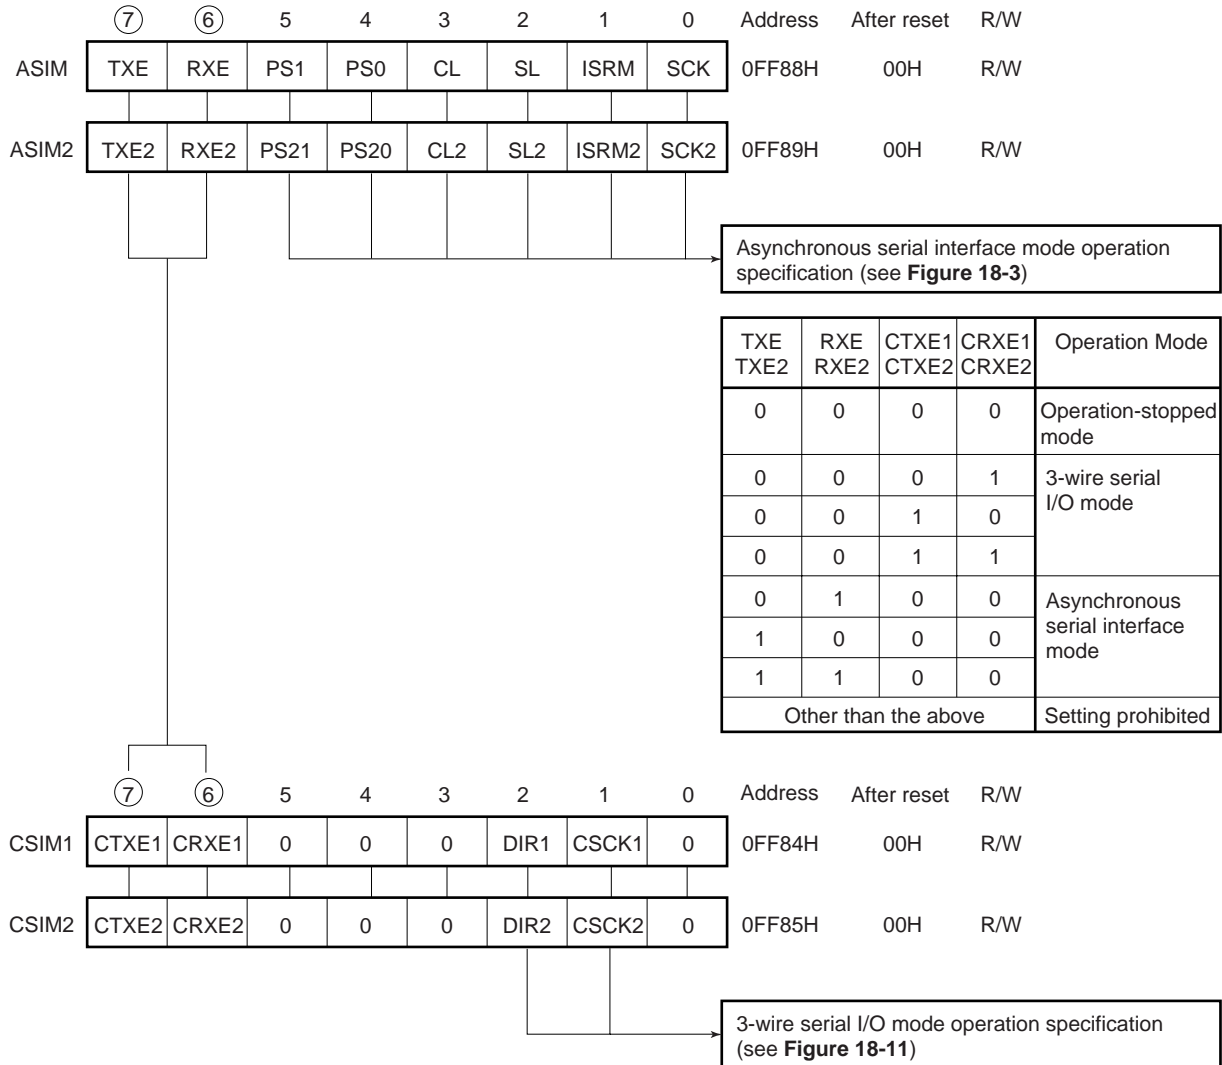 7 6 5 4 3 2 1 0 Address After reset R/W
ASIM TXE RXE PS1 PS0 CL SL ISRM SCK 0FF88H 00H R/W
ASIM2 TXE2 RXE2 PS21 PS20 CL2 SL2 ISRM2 SCK2 0FF89H 00H R/W
Asynchronous serial interface mode operation
specification (see Figure 18-3)
TXE RXE CTXE1 CRXE1 Operation Mode
TXE2 RXE2 CTXE2 CRXE2
0 0 0 0 Operation-stopped
mode
0 0 0 1 3-wire serial
I/O mode
0 0 1 0
0 0 1 1
0 1 0 0 Asynchronous
serial interface
1 0 0 0
mode
1 1 0 0
Other than the above Setting prohibited
7 6 5 4 3 2 1 0 Address After reset R/W
CSIM1 CTXE1 CRXE1 0 0 0 DIR1 CSCK1 0 0FF84H 00H R/W
CSIM2 CTXE2 CRXE2 0 0 0 DIR2 CSCK2 0 0FF85H 00H R/W
3-wire serial I/O mode operation specification
(see Figure 18-11)